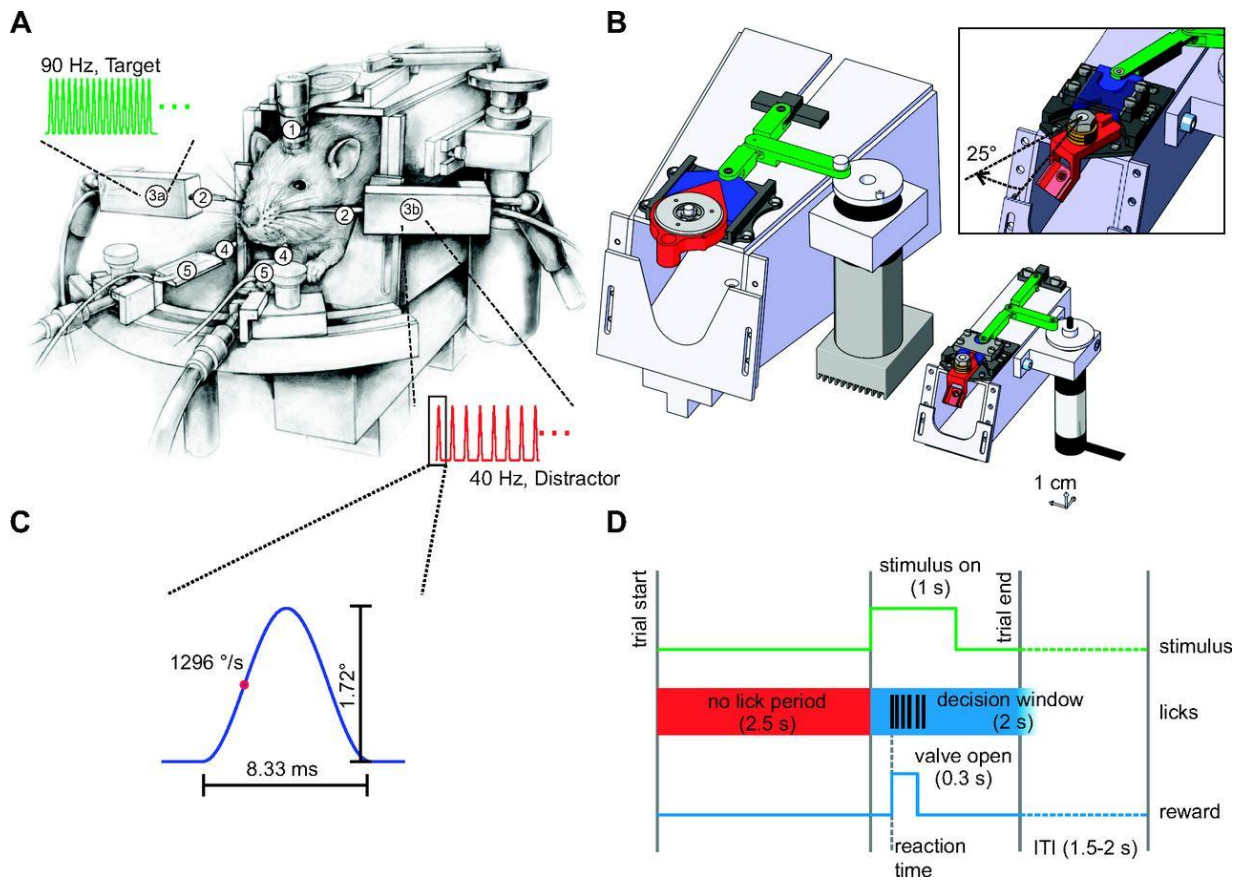 A
90 Hz, Target
1
2
3a
2
3b
4
4
5
5
40 Hz, Distractor
B
25°
1 cm
C
1296 °/s
1.72°
8.33 ms
D
trial start
stimulus on
(1 s)
trial end
stimulus
no lick period
(2.5 s)
decision window
(2 s)
licks
valve open
(0.3 s)
reward
reaction
time
ITI (1.5-2 s)